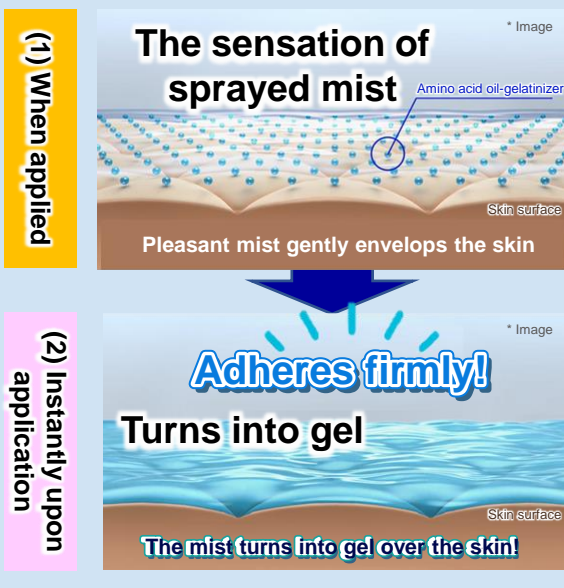 (1) When applied
The sensation of
sprayed mist
* Image
Amino acid oil-gelatinizer
Skin surface
Pleasant mist gently envelops the skin
(2) Instantly upon
application
* Image
Adheres firmly!
Turns into gel
Skin surface
The mist turns into gel over the skin!